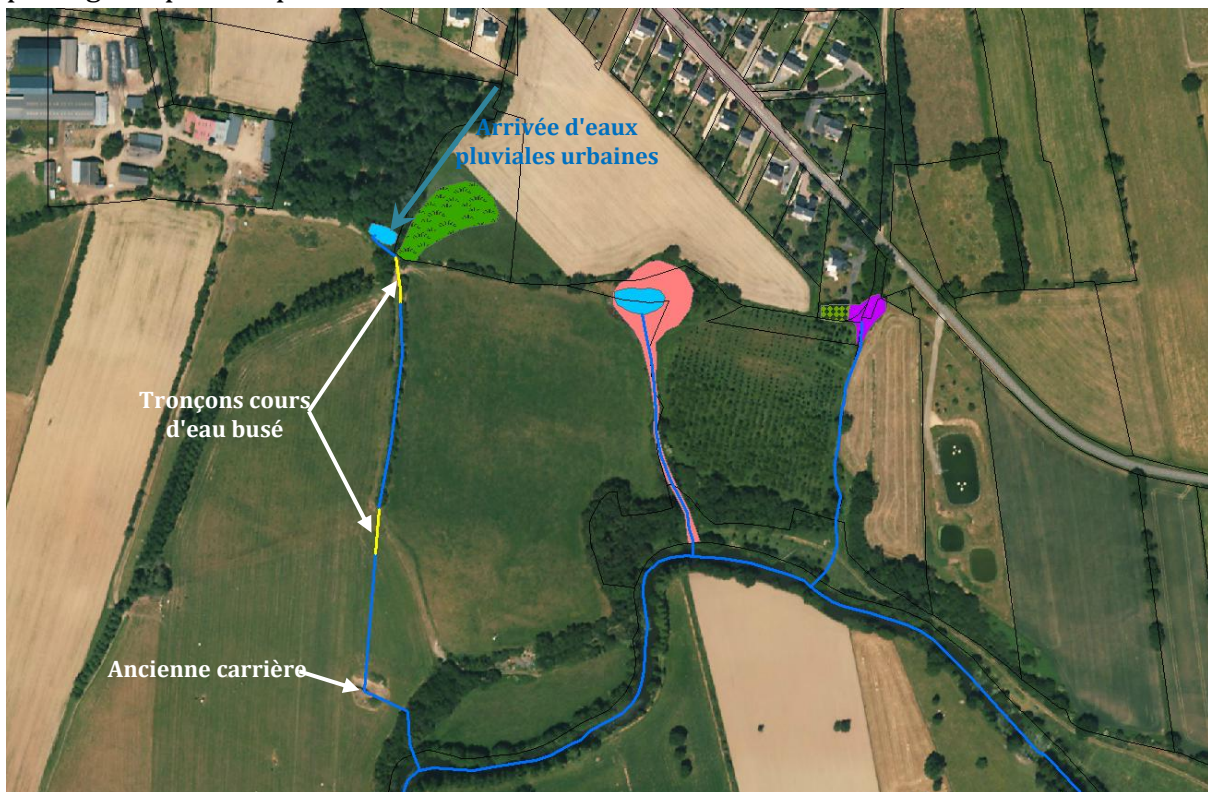 Arrivée d'eaux
pluviales urbaines
Tronçons cours
d'eau busé
Ancienne carrière